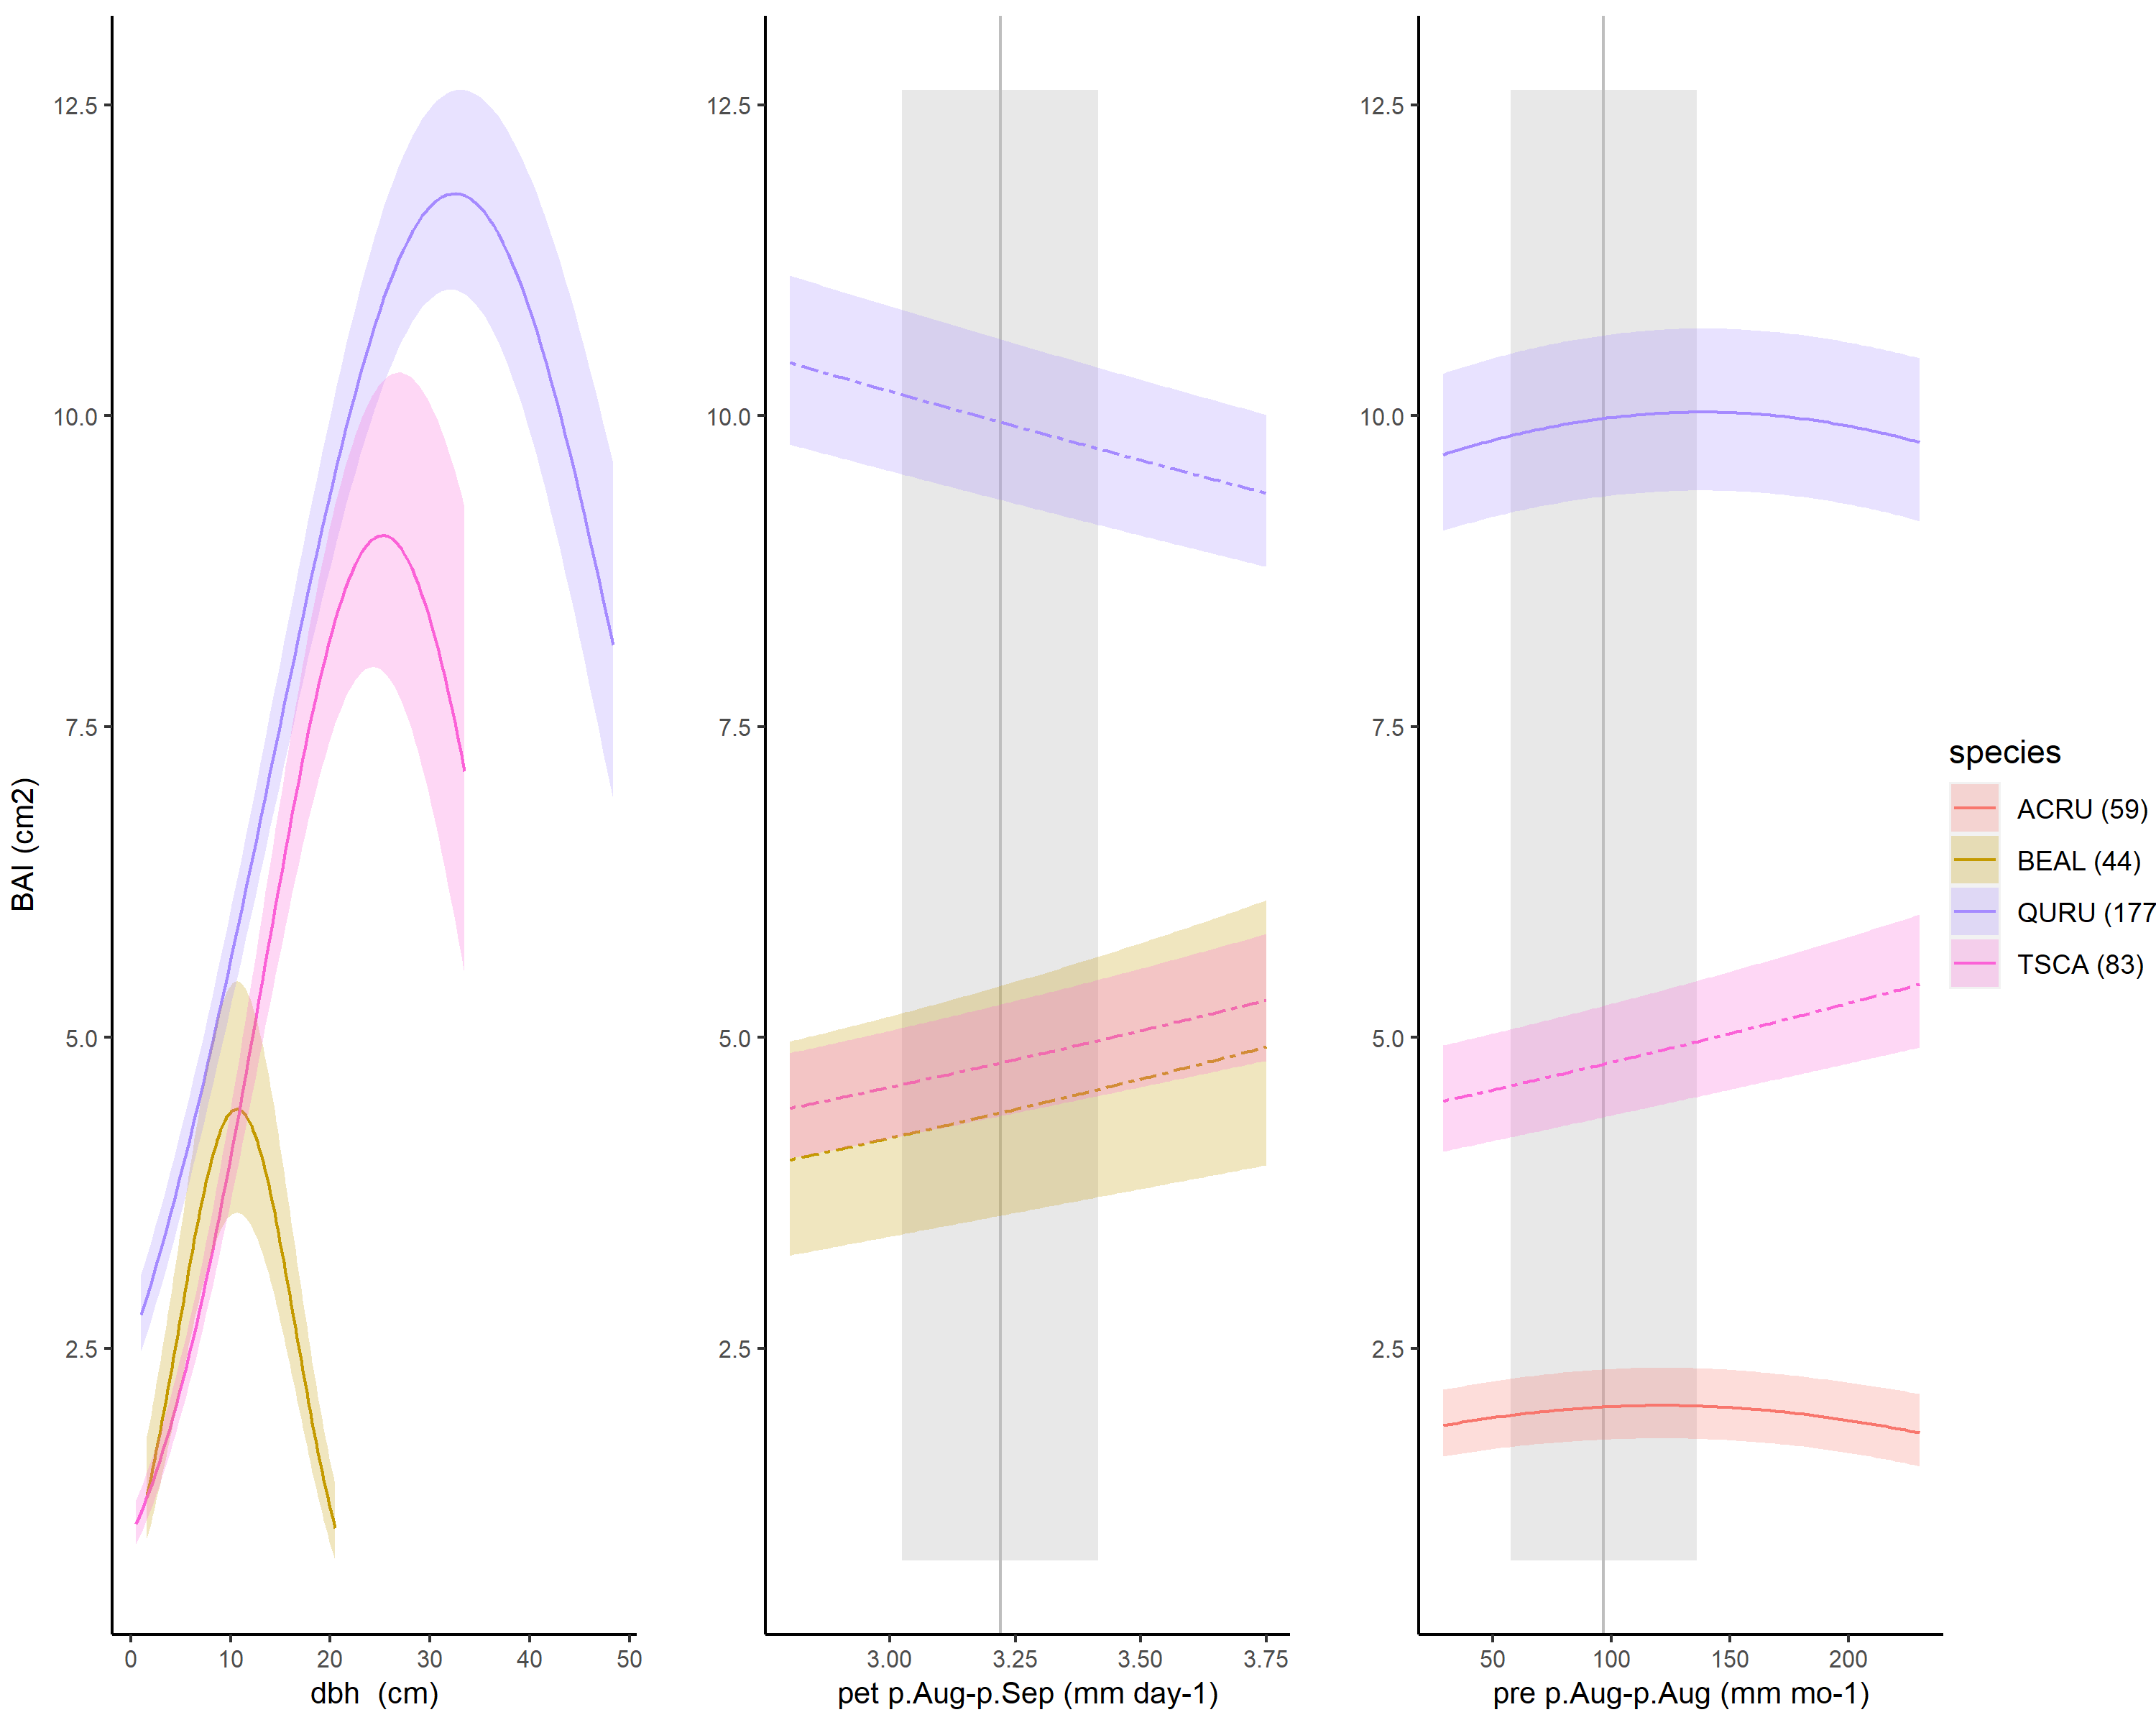 BAI (cm2)
12.5
10.0
7.5
5.0
2.5
0 10 20 30 40 50
dbh (cm)
12.5
10.0
7.5
5.0
2.5
3.00 3.25 3.50 3.75
pet p.Aug-p.Sep (mm day-1)
12.5
10.0
7.5
5.0
2.5
50 100 150 200
pre p.Aug-p.Aug (mm mo-1)
species
ACRU (59)
BEAL (44)
QURU (177
TSCA (83)